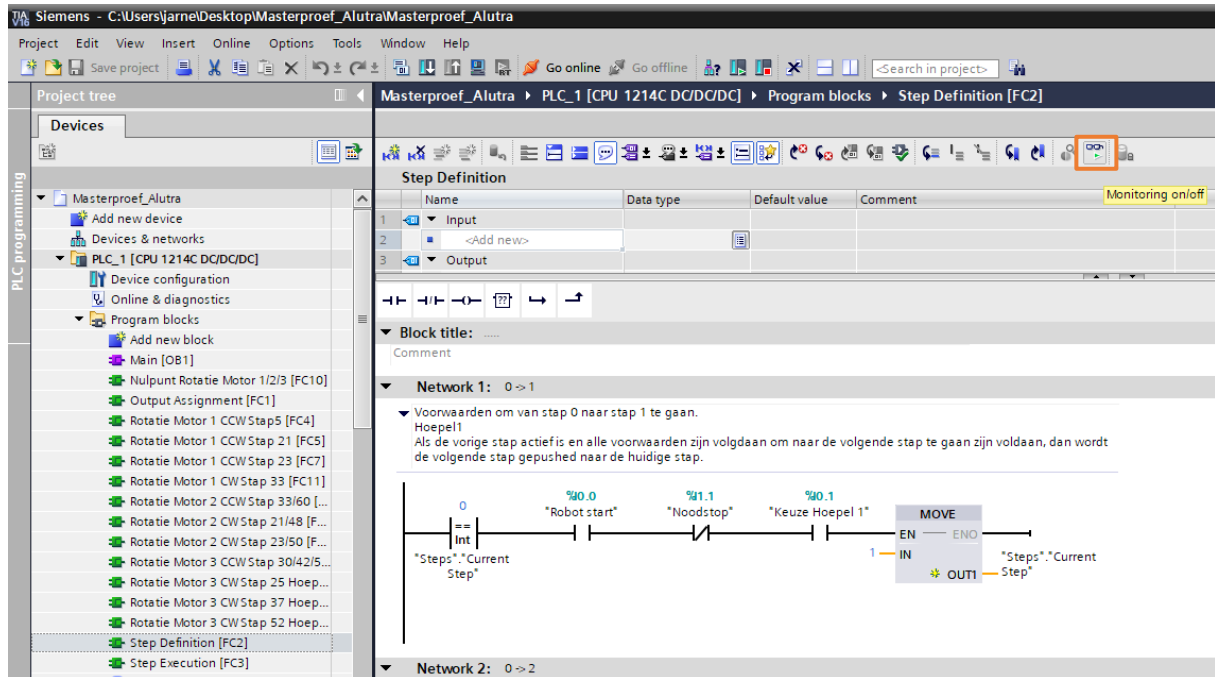 TIA V16 Siemens - C:\Users\jarne\Desktop\Masterproef_Alutra\Masterproef_Alutra
Project Edit View Insert Online Options Tools Window Help
Save project Go online Go offline <Search in project>
Project tree
Masterproef_Alutra PLC_1 [CPU 1214C DC/DC/DC] Program blocks Step Definition [FC2]
Devices
PLC programming
Masterproef_Alutra
Add new device
Devices & networks
PLC_1 [CPU 1214C DC/DC/DC]
Device configuration
Online & diagnostics
Program blocks
Add new block
Main [OB1]
Nulpunt Rotatie Motor 1/2/3 [FC10]
Output Assignment [FC1]
Rotatie Motor 1 CCW Stap5 [FC4]
Rotatie Motor 1 CCW Stap 21 [FC5]
Rotatie Motor 1 CCW Stap 23 [FC7]
Rotatie Motor 1 CCW Stap 33 [FC11]
Rotatie Motor 2 CCW Stap 33/60 [...
Rotatie Motor 2 CW Stap 21/48 [F...
Rotatie Motor 2 CW Stap 23/50 [F...
Rotatie Motor 3 CCW Stap 30/42/5...
Rotatie Motor 3 CW Stap 25 Hoep...
Rotatie Motor 3 CW Stap 37 Hoep...
Rotatie Motor 3 CW Stap 52 Hoep...
Step Definition [FC2]
Step Execution [FC3]
Monitoring on/off
Step Definition
Name Data type Default value Comment
1 Input
2 <Add new>
3 Output
??
Block title: .....
Comment
Network 1: 0 -> 1
Voorwaarden om van stap 0 naar stap 1 te gaan.
Hoepel1
Als de vorige stap actief is en alle voorwaarden zijn volgdaan om naar de volgende stap te gaan zijn voldaan, dan wordt
de volgende stap gepushed naar de huidige stap.
0
==
Int
"Steps"."Current
Step"
%I0.0
"Robot start"
%I1.1
"Noodstop"
%I0.1
"Keuze Hoepel 1"
MOVE
EN ENO
1 IN
OUT1
"Steps"."Current
Step"
Network 2: 0 -> 2